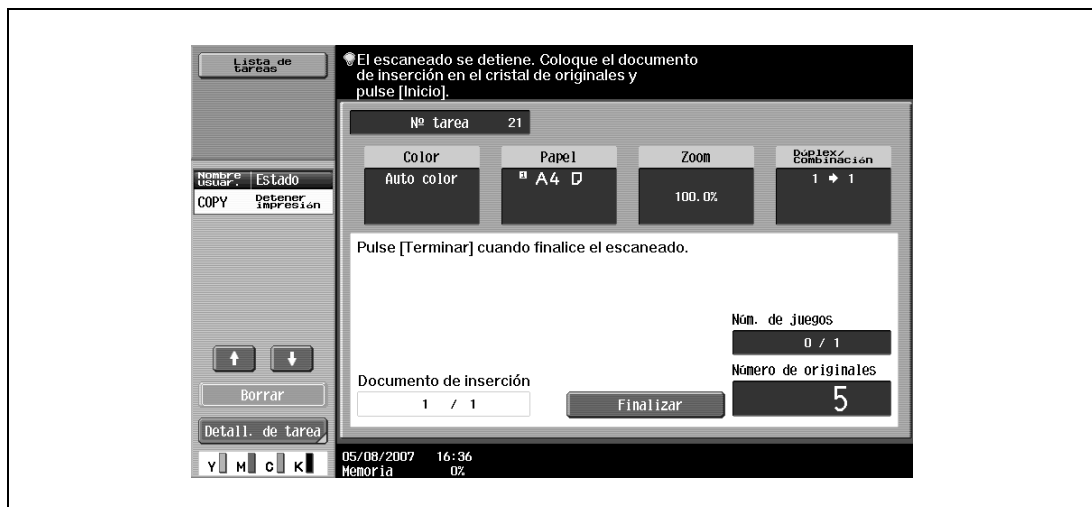 Lista de
tareas
El escaneado se detiene. Coloque el documento
de inserción en el cristal de originales y
pulse [Inicio].
Nº tarea 21
Color
Papel
Zoom
Dúplex/
Combinación
Auto color
1 A4
100.0%
1 → 1
Nombre
usuar.
Estado
COPY
Detener
impresión
Pulse [Terminar] cuando finalice el escaneado.
Núm. de juegos
0 / 1
Número de originales
5
Documento de inserción
1 / 1
Finalizar
Borrar
Detall. de tarea
Y M C K
05/08/2007 16:36
Memoria 0%